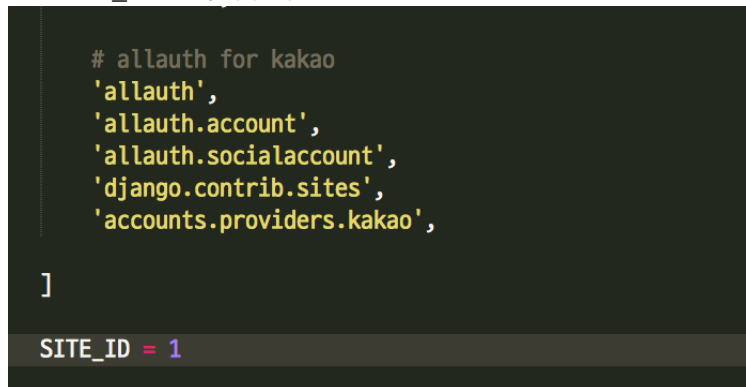 # allauth for kakao
'allauth',
'allauth.account',
'allauth.socialaccount',
'django.contrib.sites',
'accounts.providers.kakao',
]
SITE_ID = 1